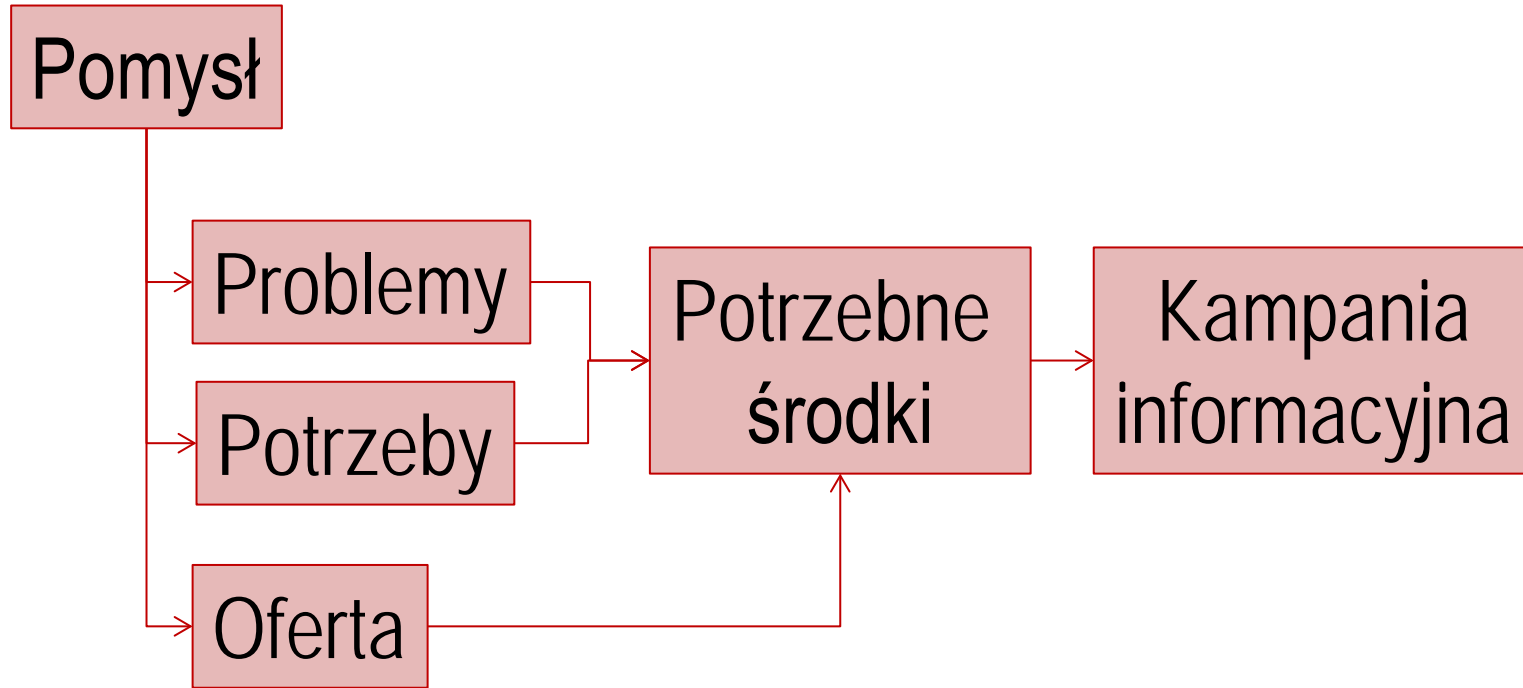 Pomysł
Problemy
Potrzeby
Oferta
Potrzebne
środki
Kampania
informacyjna